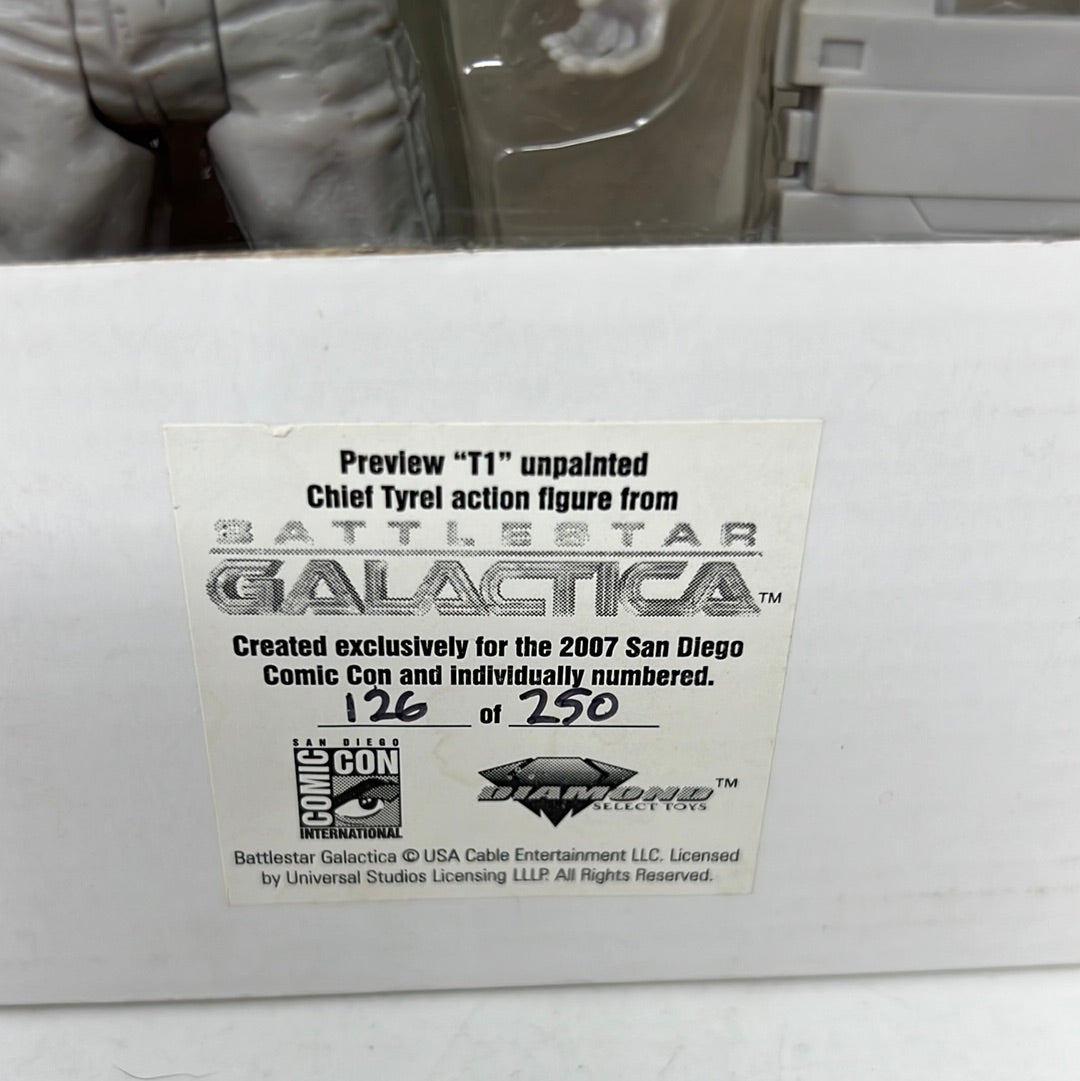 Preview “T1” unpainted
Chief Tyrel action figure from
BATTLESTAR
GALACTICA™
Created exclusively for the 2007 San Diego
Comic Con and individually numbered.
126 of 250
SAN DIEGO
COMIC CON
INTERNATIONAL
DIAMOND™
SELECT TOYS
Battlestar Galactica © USA Cable Entertainment LLC. Licensed
by Universal Studios Licensing LLLP. All Rights Reserved.